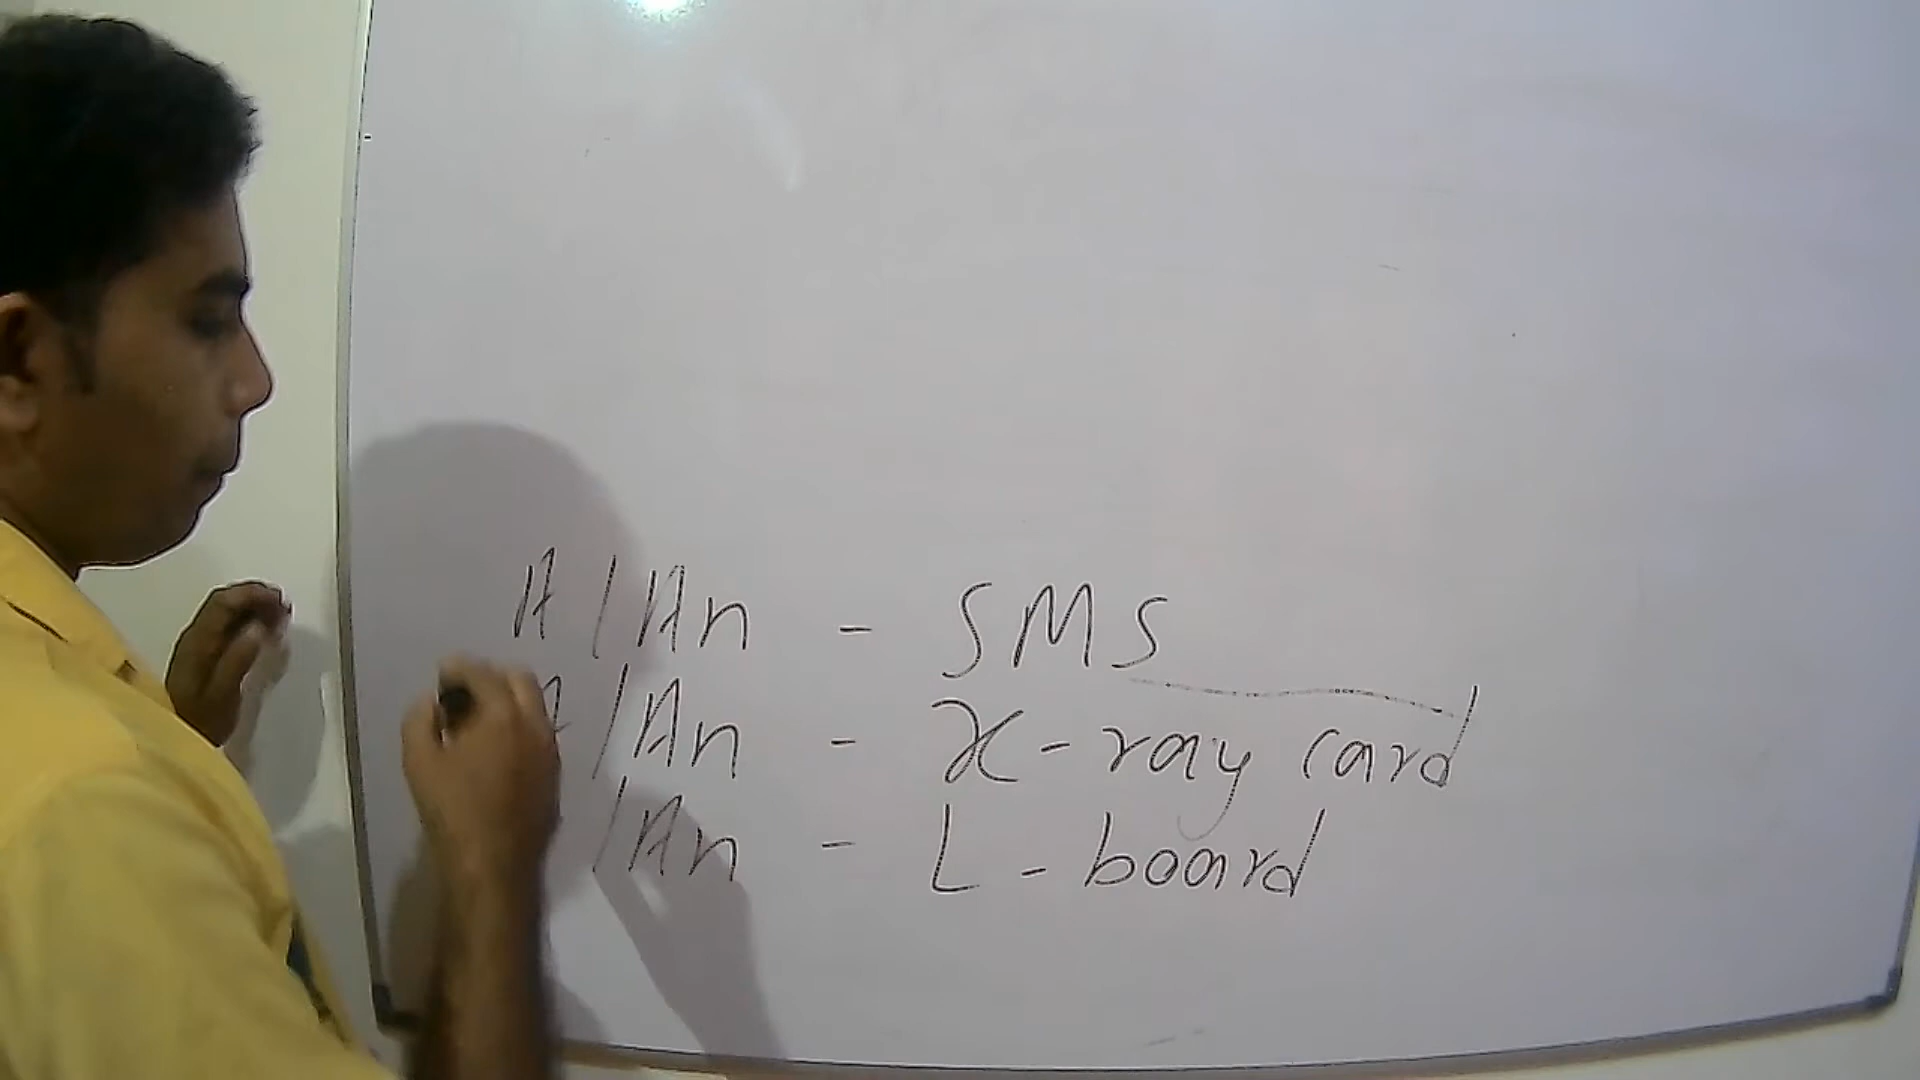 A/An - SMS
A/An - x-ray card
/An - L-board